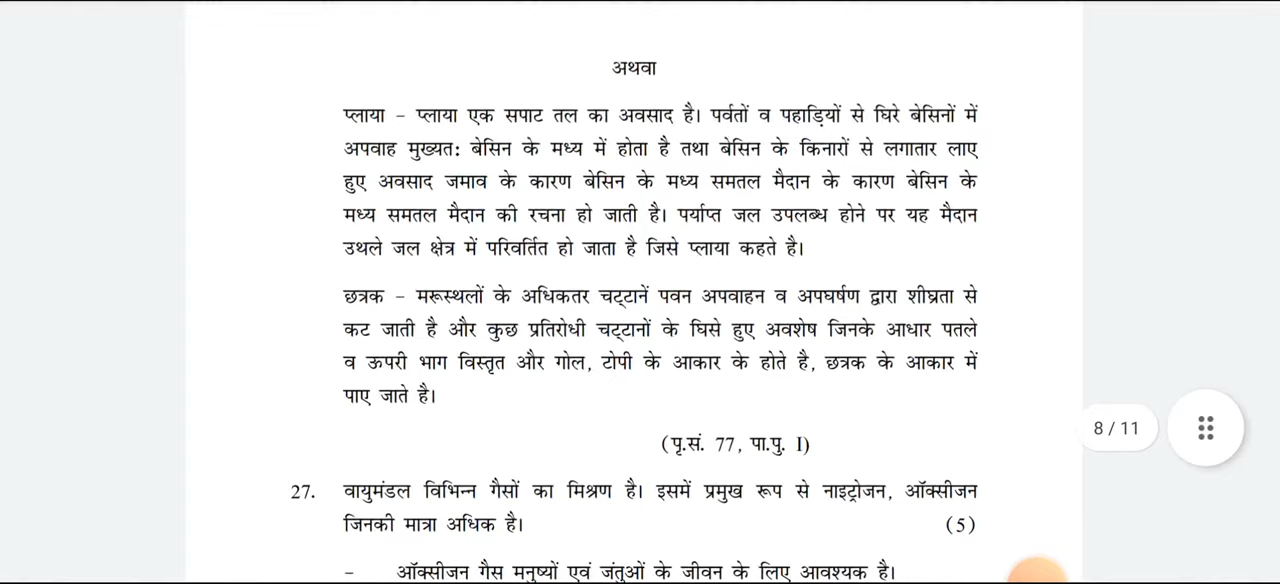 अथवा
प्लाया – प्लाया एक सपाट तल का अवसाद है। पर्वतों व पहाड़ियों से घिरे बेसिनों में
अपवाह मुख्यत: बेसिन के मध्य में होता है तथा बेसिन के किनारों से लगातार लाए
हुए अवसाद जमाव के कारण बेसिन के मध्य समतल मैदान के कारण बेसिन के
मध्य समतल मैदान की रचना हो जाती है। पर्याप्त जल उपलब्ध होने पर यह मैदान
उथले जल क्षेत्र में परिवर्तित हो जाता है जिसे प्लाया कहते है।
छत्रक – मरूस्थलों के अधिकतर चट्टानें पवन अपवाहन व अपघर्षण द्वारा शीघ्रता से
कट जाती है और कुछ प्रतिरोधी चट्टानों के घिसे हुए अवशेष जिनके आधार पतले
व ऊपरी भाग विस्तृत और गोल, टोपी के आकार के होते है, छत्रक के आकार में
पाए जाते है।
(पृ.सं. 77, पा.पु. I)
8 / 11
27. वायुमंडल विभिन्न गैसों का मिश्रण है। इसमें प्रमुख रूप से नाइट्रोजन, ऑक्सीजन
जिनकी मात्रा अधिक है। (5)
– ऑक्सीजन गैस मनुष्यों एवं जंतुओं के जीवन के लिए आवश्यक है।